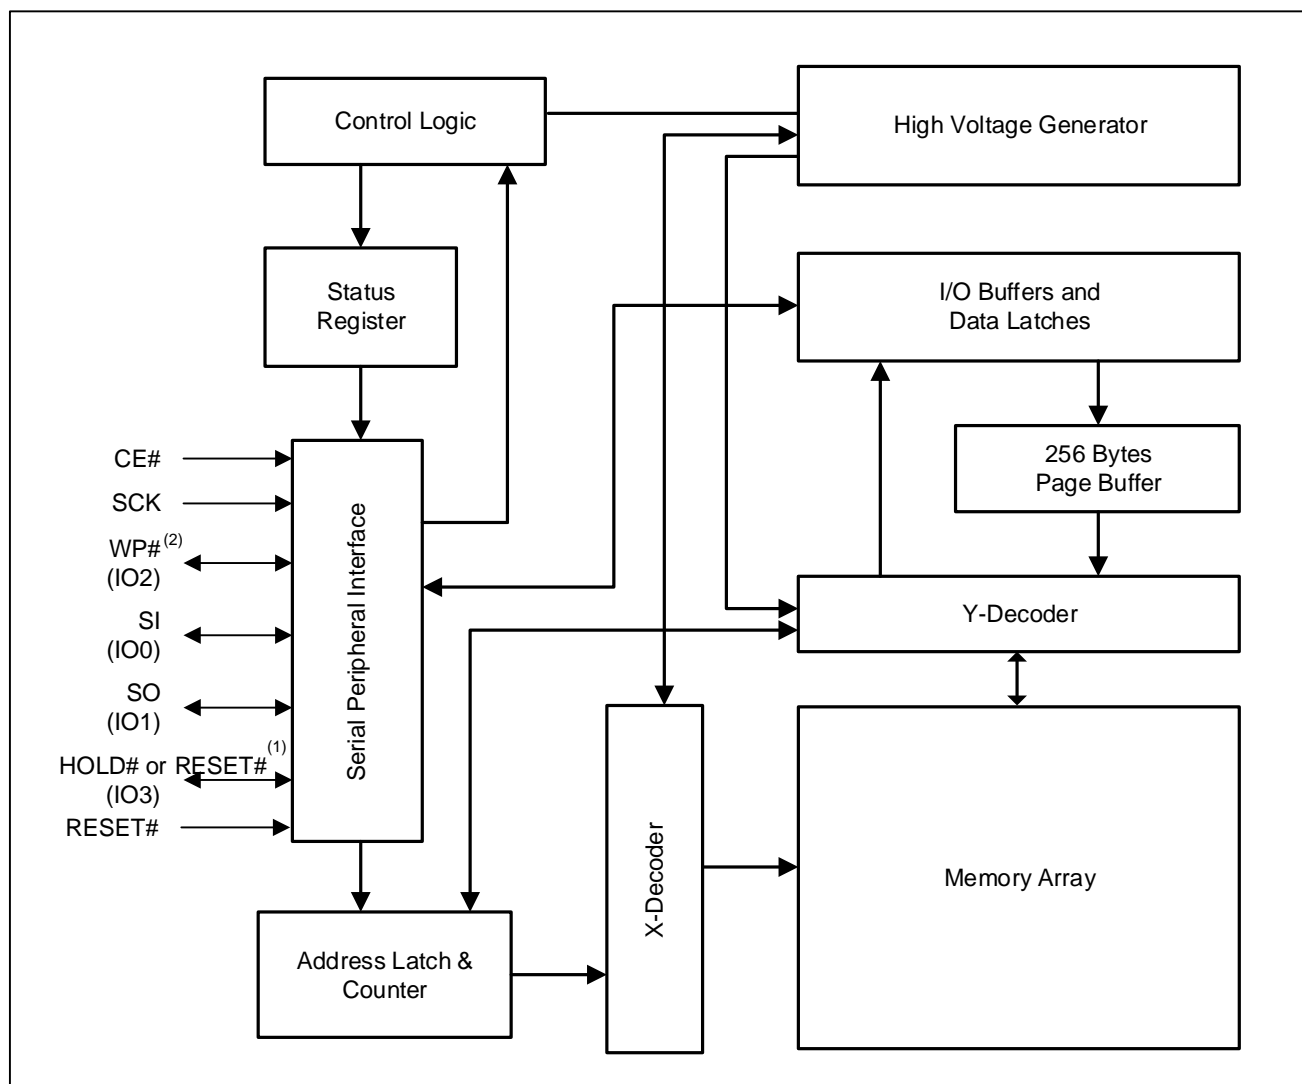 Control Logic
High Voltage Generator
Status
Register
I/O Buffers and
Data Latches
256 Bytes
Page Buffer
CE#
SCK
WP# (2)
(IO2)
SI
(IO0)
SO
(IO1)
HOLD# or RESET# (1)
(IO3)
RESET#
Serial Peripheral Interface
Y-Decoder
X-Decoder
Memory Array
Address Latch &
Counter